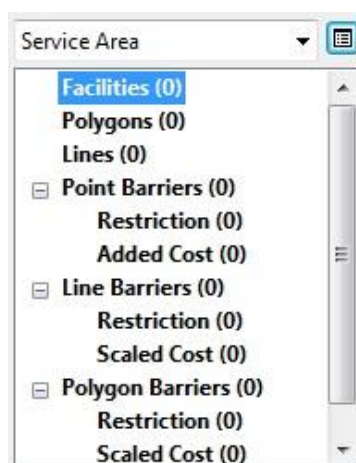 Service Area
Facilities (0)
Polygons (0)
Lines (0)
Point Barriers (0)
Restriction (0)
Added Cost (0)
Line Barriers (0)
Restriction (0)
Scaled Cost (0)
Polygon Barriers (0)
Restriction (0)
Scaled Cost (0)